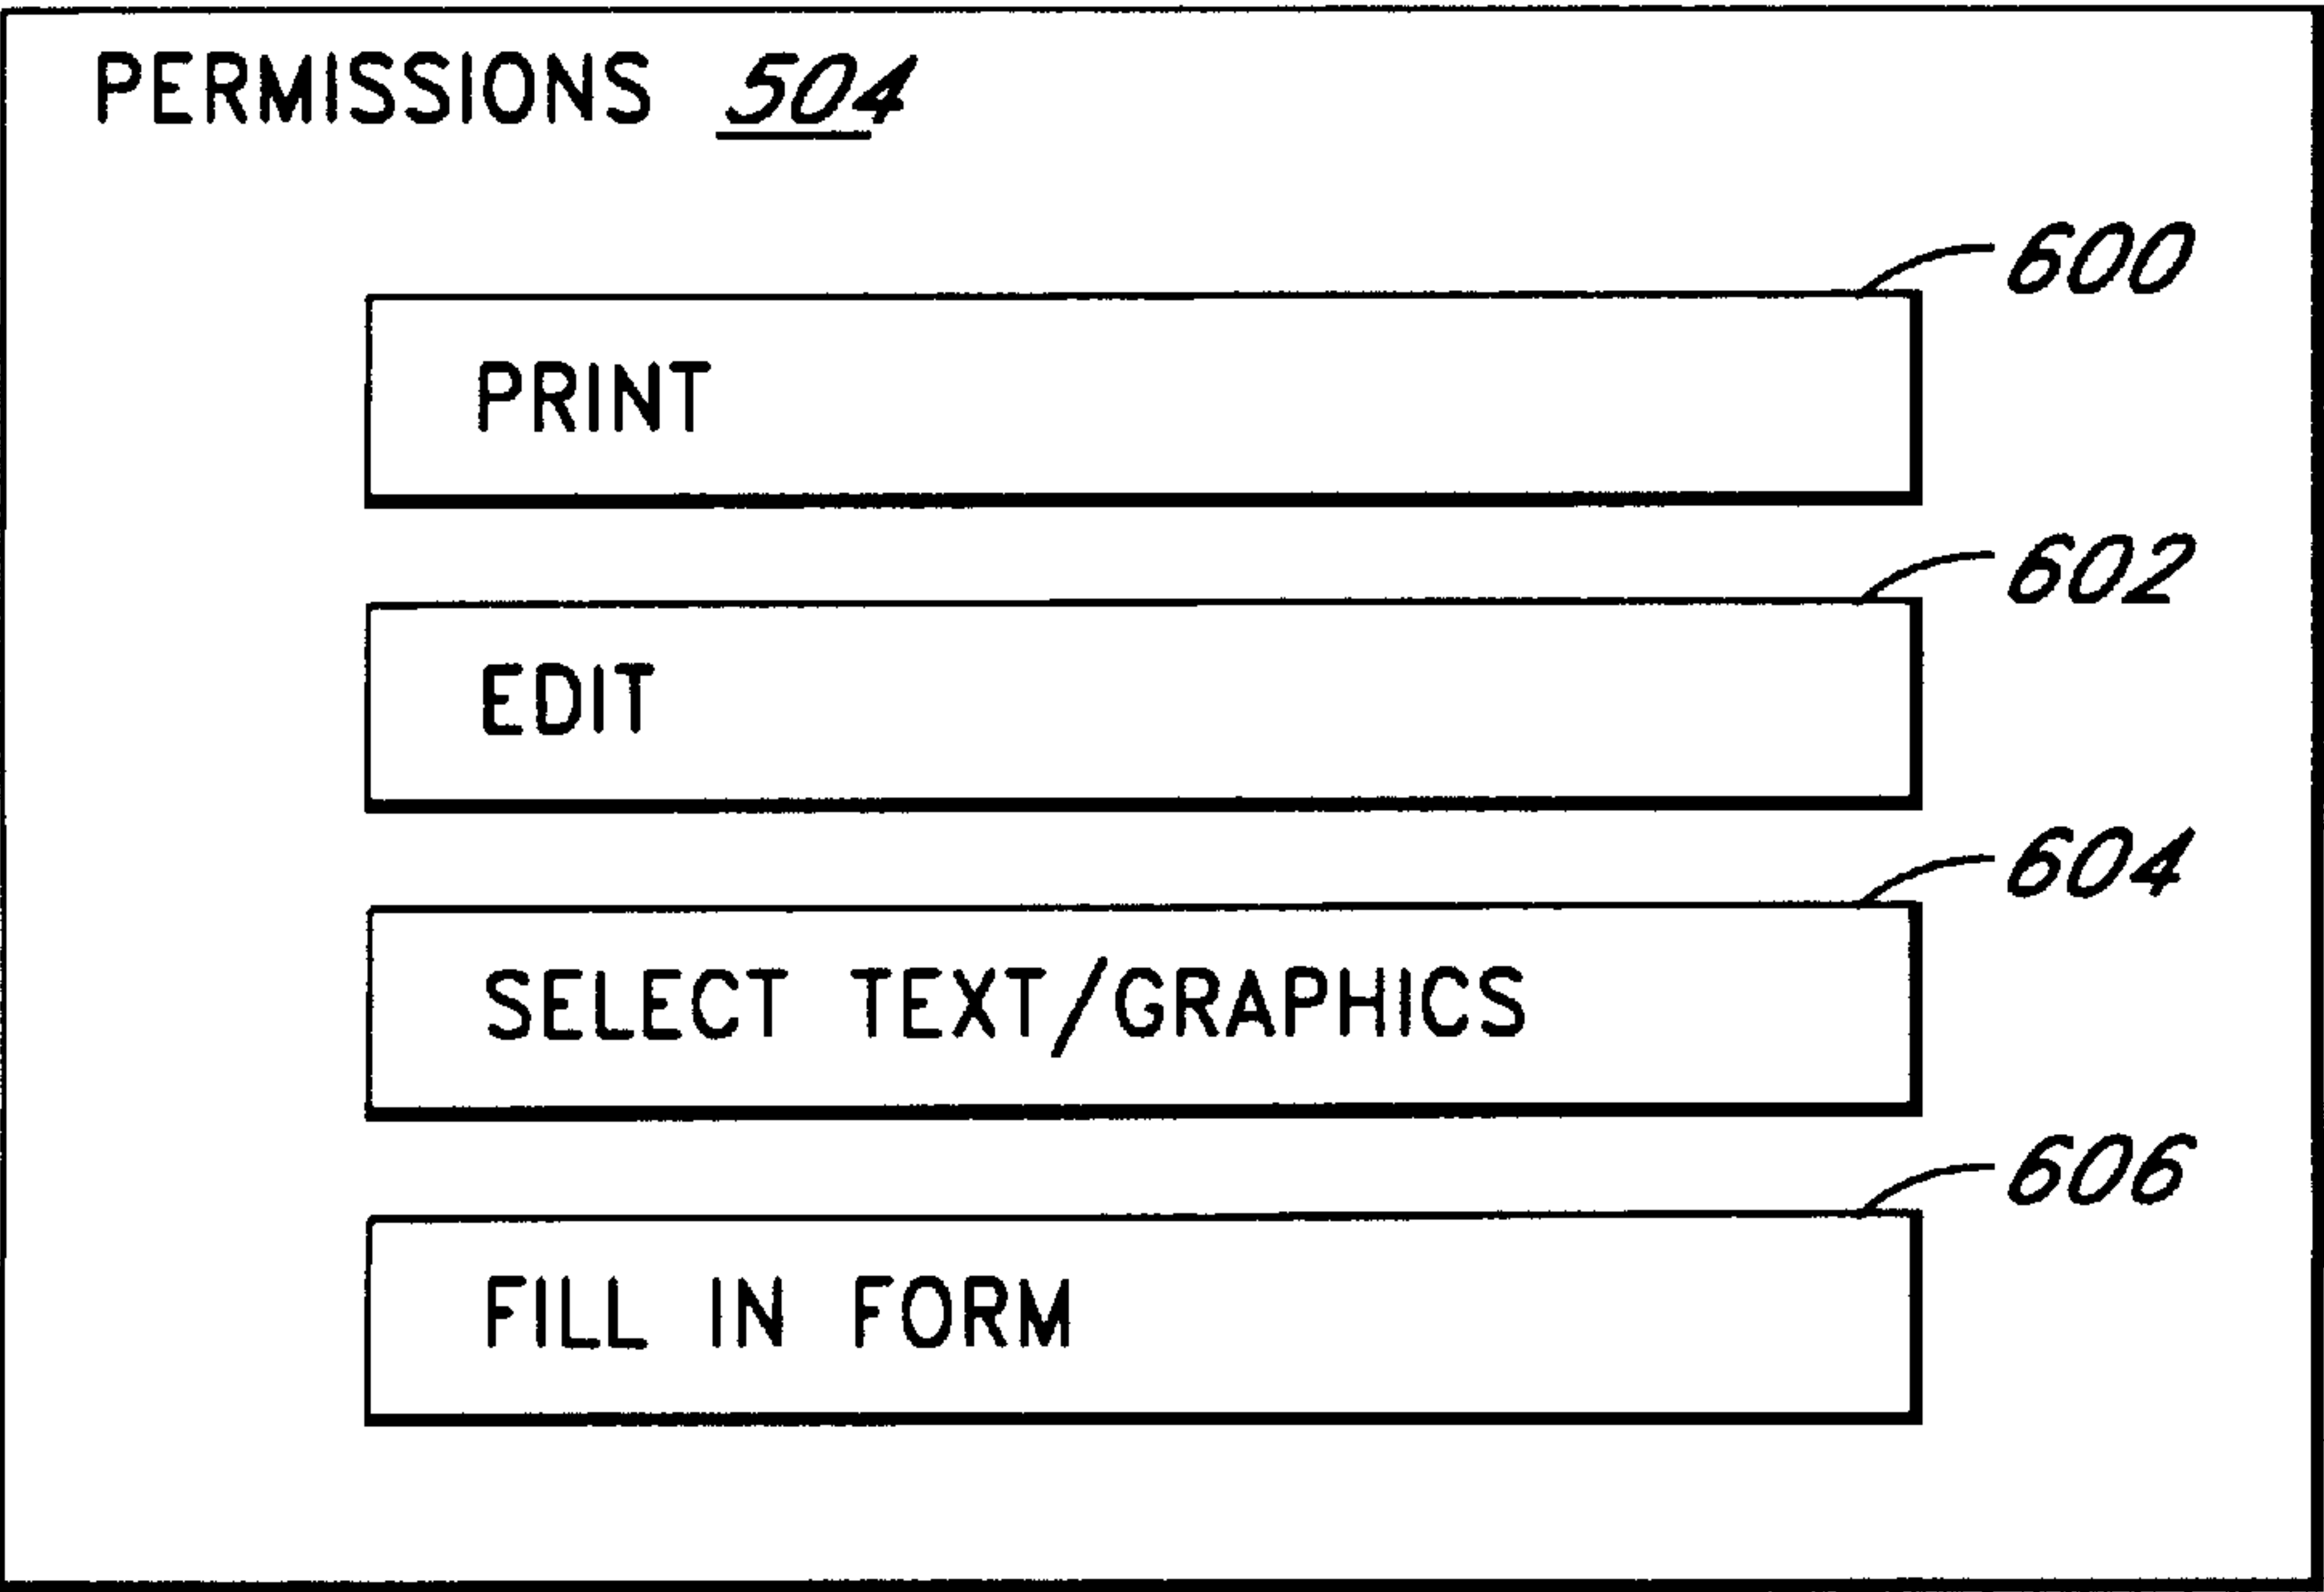 PERMISSIONS 504
600
PRINT
602
EDIT
604
SELECT TEXT/GRAPHICS
606
FILL IN FORM